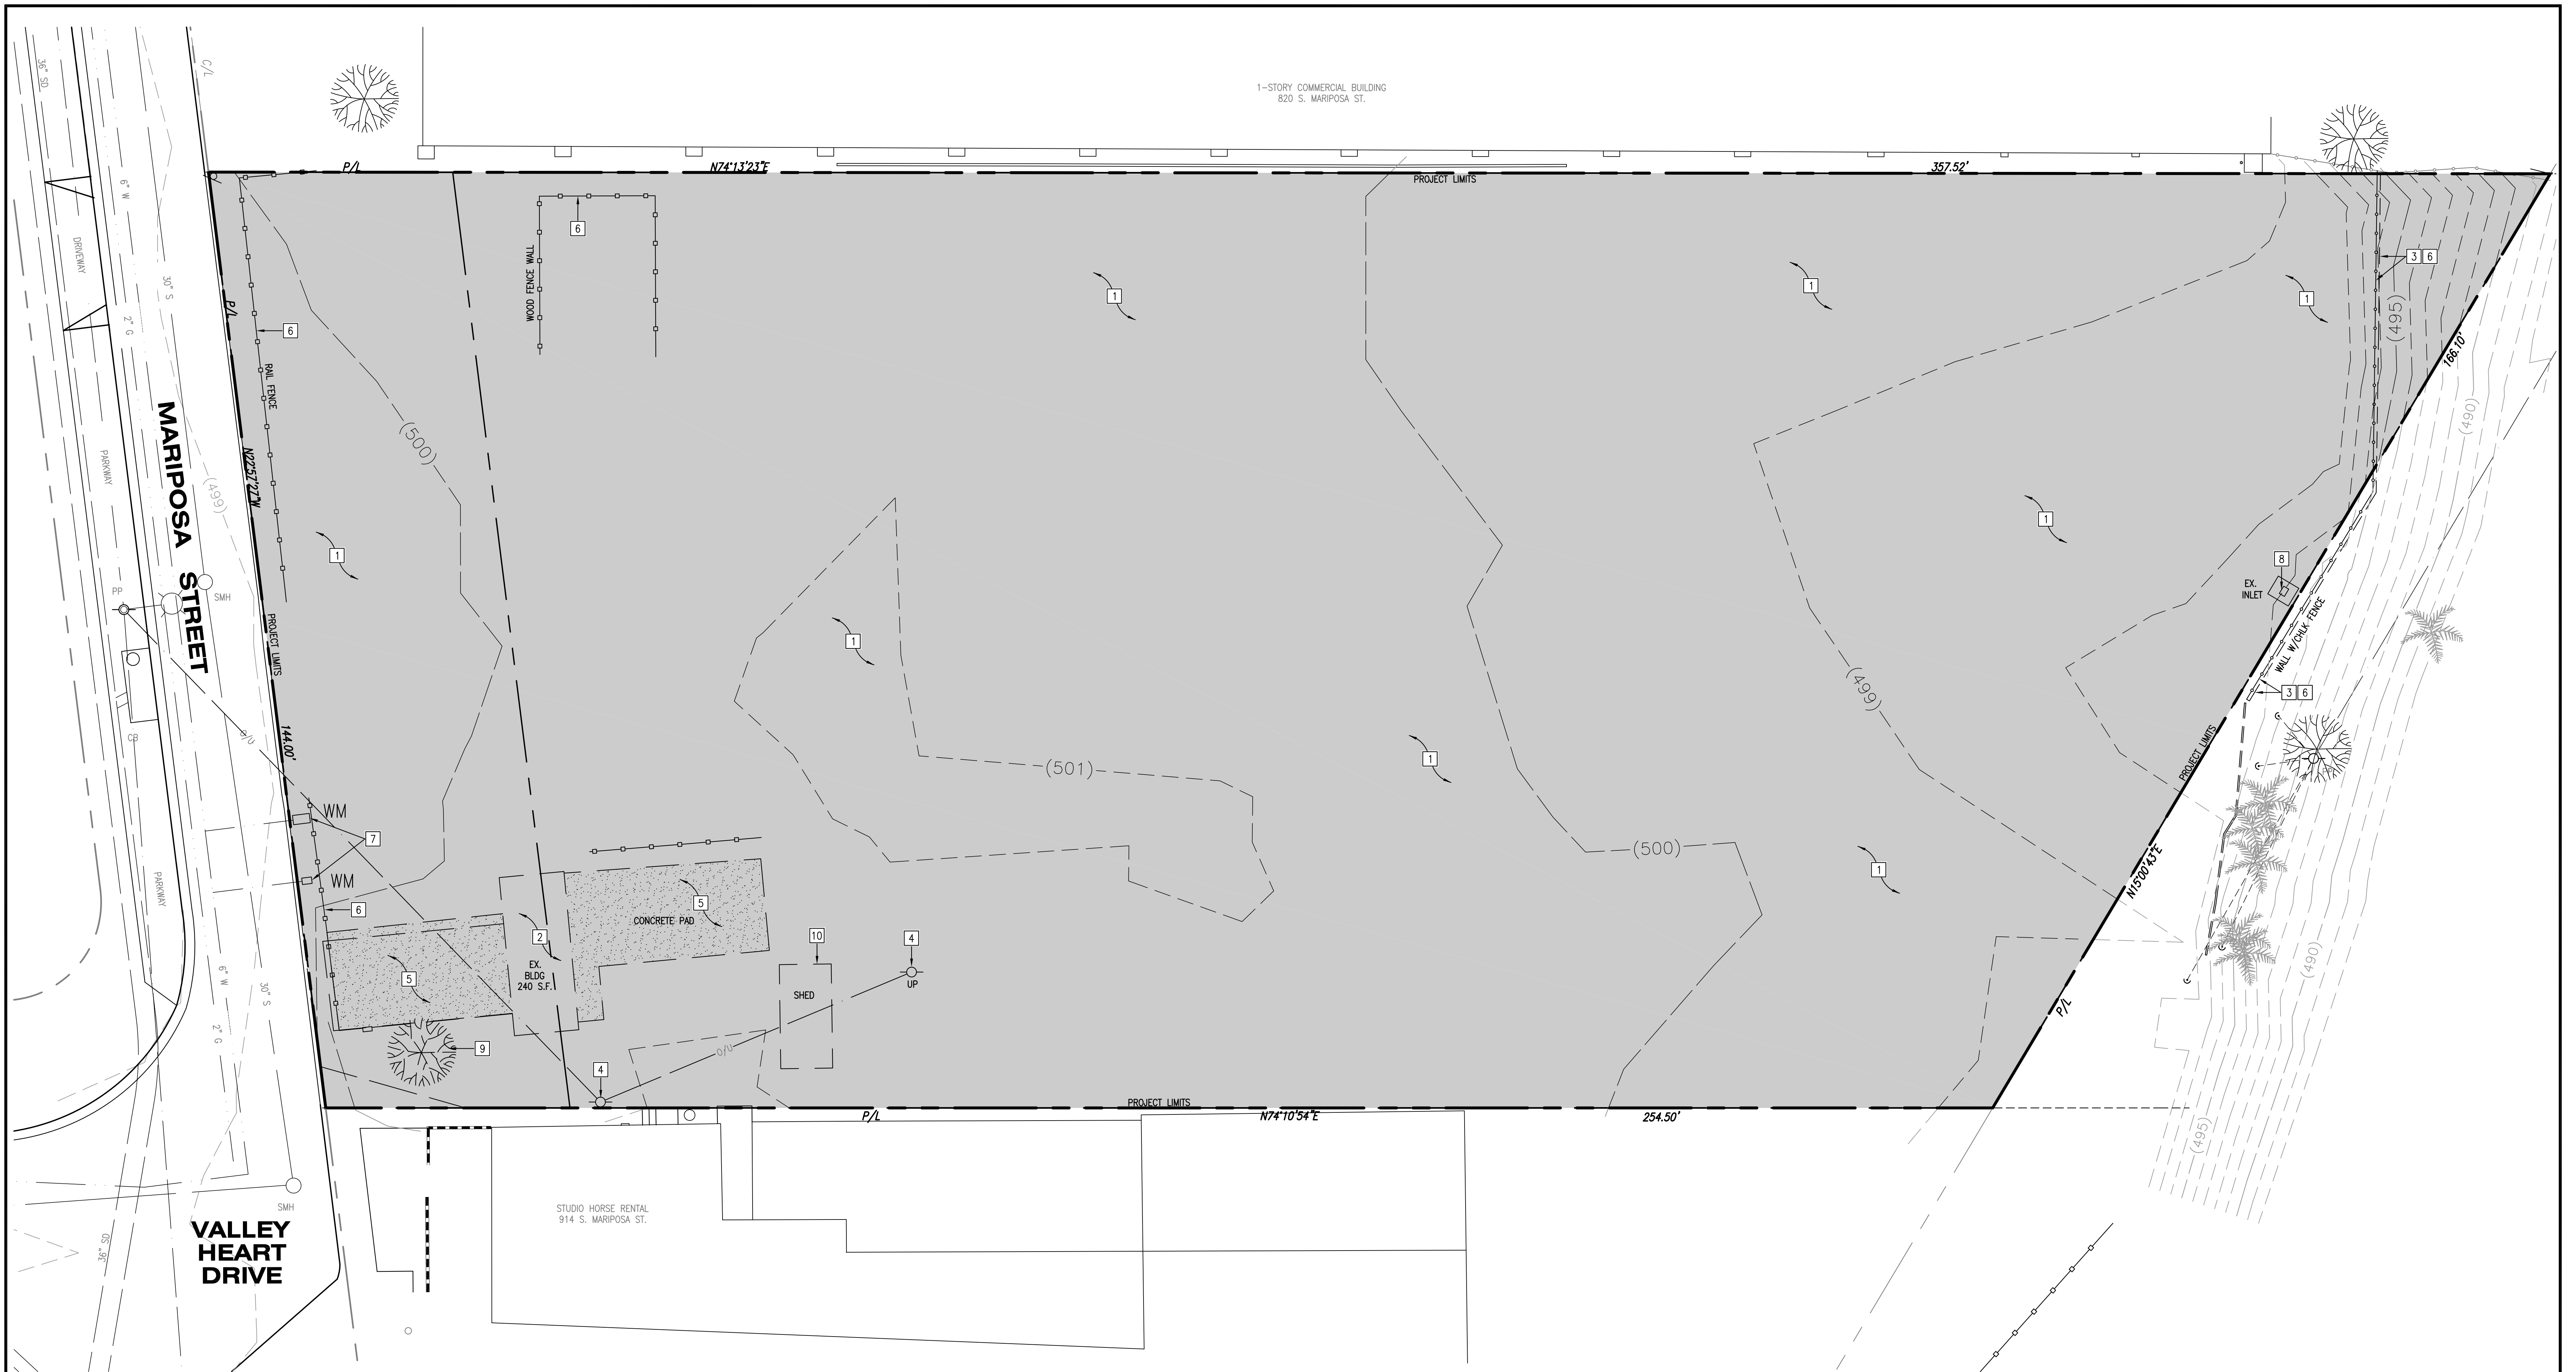 1-STORY COMMERCIAL BUILDING
820 S. MARIPOSA ST.
C/L
36" SD
6" W
DRIVEWAY
30" S
2" G
PARKWAY
P/L
N74°13'23"E
PROJECT LIMITS
357.52'
6
WOOD FENCE WALL
P/L
6
RAIL FENCE
1
1
1
3 6
(495)
166.10'
(490)
MARIPOSA STREET
(499)
N22°57'27"W
(500)
1
1
PP
SMH
PROJECT LIMITS
8
EX.
INLET
WALL W/CHLK FENCE
1
(499)
3 6
CB
O/U
144.00'
(501)
1
PROJECT LIMITS
WM
7
WM
(500)
1
N15°00'43"E
PARKWAY
6
5
CONCRETE PAD
2
EX.
BLDG
240 S.F.
5
10
SHED
4
UP
6" W
30" S
2" G
P/L
(490)
9
O/U
4
PROJECT LIMITS
P/L
N74°10'54"E
254.50'
(495)
SMH
STUDIO HORSE RENTAL
914 S. MARIPOSA ST.
36" SD
VALLEY
HEART
DRIVE